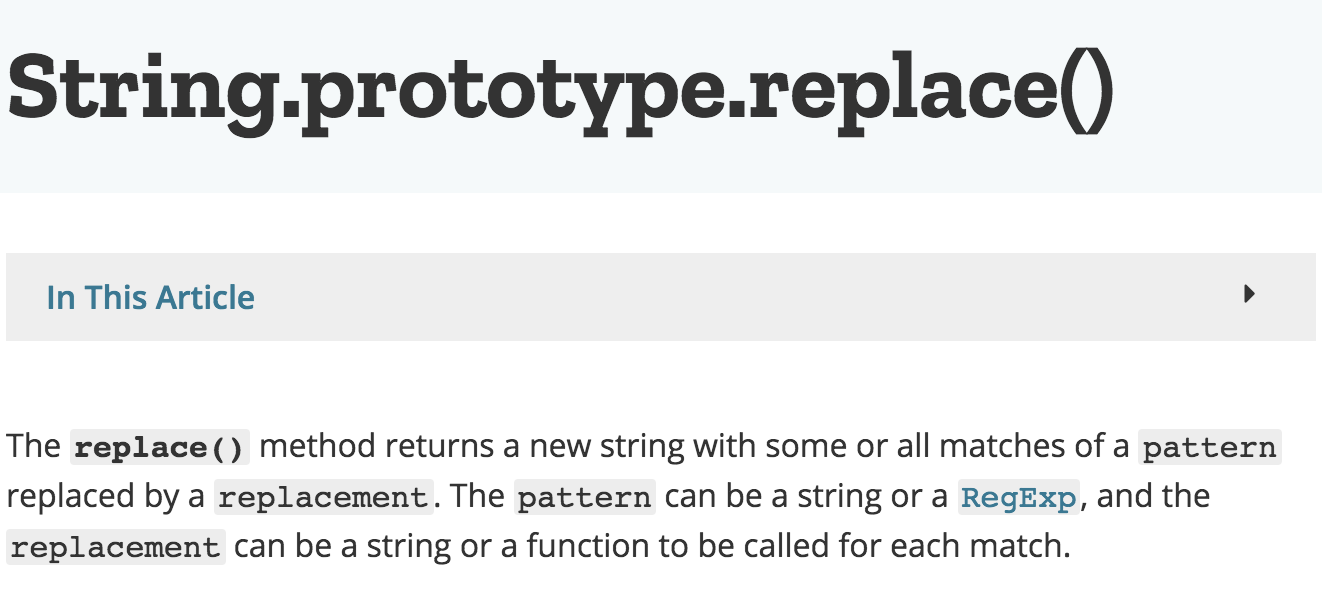 String.prototype.replace()
In This Article
The replace() method returns a new string with some or all matches of a pattern
replaced by a replacement. The pattern can be a string or a RegExp, and the
replacement can be a string or a function to be called for each match.